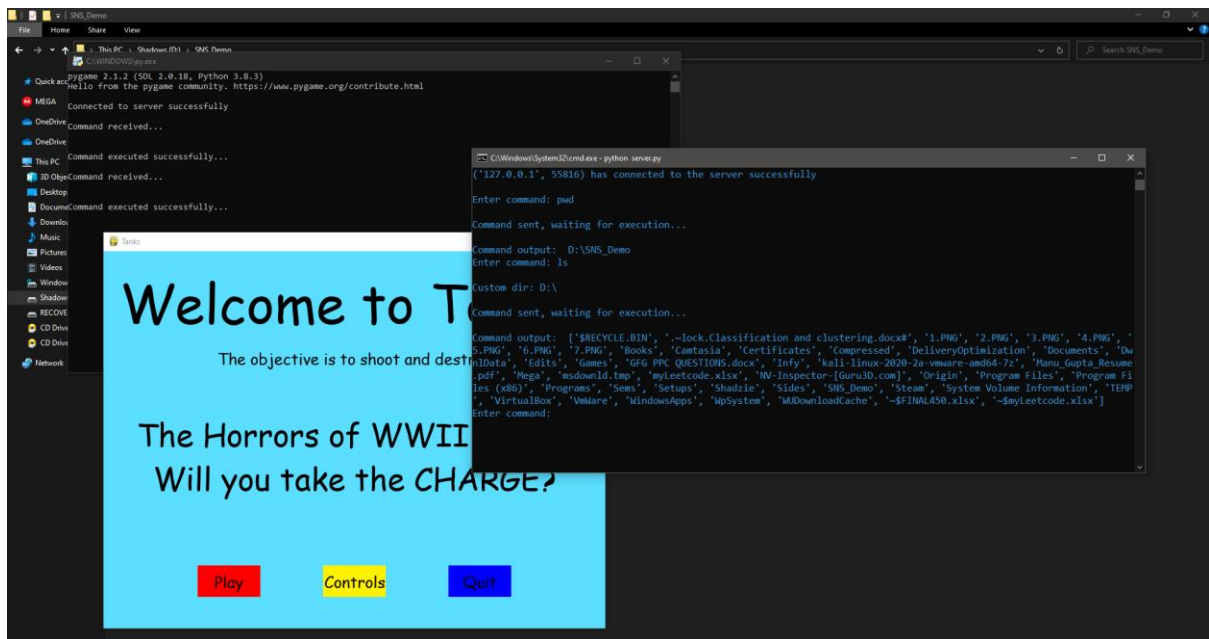 SNS_Demo
File Home Share View
This PC > Shadows (D:) > SNS_Demo
Search SNS_Demo
C:\WINDOWS\py.exe
Quick acc
MEGA
OneDrive
OneDrive
This PC
3D Obje
Desktop
Docume
Downlo
Music
Pictures
Videos
Window
Shadow
RECOVE
CD Drive
CD Drive
Network
pygame 2.1.2 (SDL 2.0.18, Python 3.8.3)
Hello from the pygame community. https://www.pygame.org/contribute.html
Connected to server successfully
Command received...
Command executed successfully...
Command received...
Command executed successfully...
Tanks
Welcome to T
The objective is to shoot and dest
The Horrors of WWII
Will you take the CHARGE?
Play
Controls
Quit
C:\Windows\System32\cmd.exe - python server.py
('127.0.0.1', 55816) has connected to the server successfully
Enter command: pwd
Command sent, waiting for execution...
Command output: D:\SNS_Demo
Enter command: ls
Custom dir: D:\
Command sent, waiting for execution...
Command output: ['$RECYCLE.BIN', '.~lock.Classification and clustering.docx#', '1.PNG', '2.PNG', '3.PNG', '4.PNG', '
5.PNG', '6.PNG', '7.PNG', 'Books', 'Camtasia', 'Certificates', 'Compressed', 'DeliveryOptimization', 'Documents', 'Dw
nlData', 'Edits', 'Games', 'GFG PPC QUESTIONS.docx', 'Infy', 'kali-linux-2020-2a-vmware-amd64-7z', 'Manu_Gupta_Resume
.pdf', 'Mega', 'msdownld.tmp', 'myLeetcode.xlsx', 'NV-Inspector-[Guru3D.com]', 'Origin', 'Program Files', 'Program Fi
les (x86)', 'Programs', 'Sems', 'Setups', 'Shadzie', 'Sides', 'SNS_Demo', 'Steam', 'System Volume Information', 'TEMP
', 'VirtualBox', 'VmWare', 'WindowsApps', 'WpSystem', 'WUDownloadCache', '~$FINAL450.xlsx', '~$myLeetcode.xlsx']
Enter command: